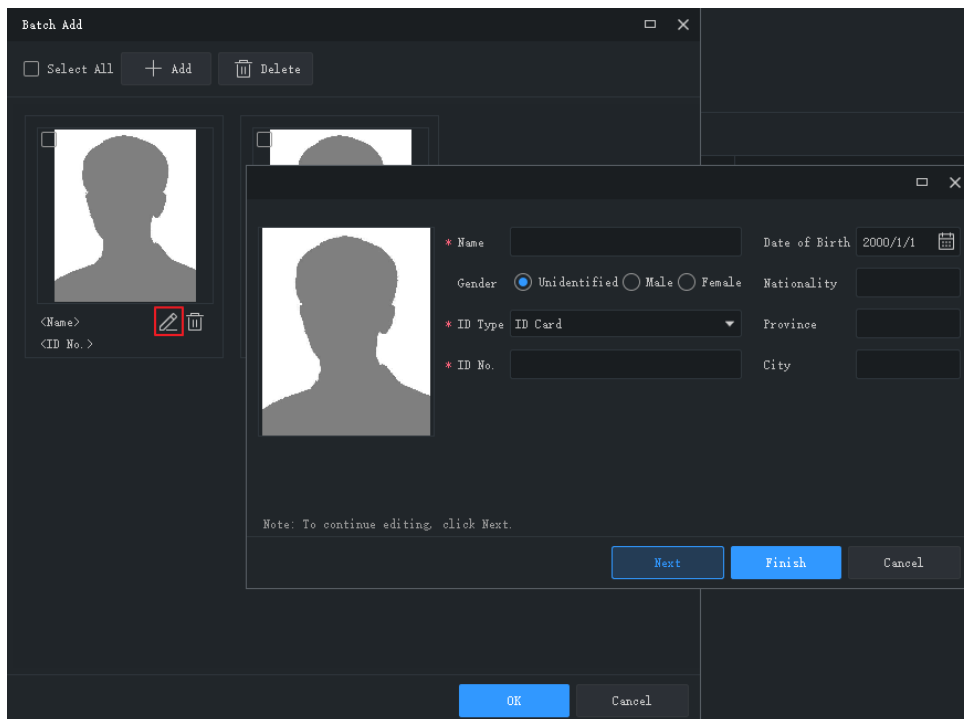 Batch Add
Select All
Add
Delete
<Name>
<ID No.>
* Name
Date of Birth 2000/1/1
Gender Unidentified Male Female
Nationality
* ID Type ID Card
Province
* ID No.
City
Note: To continue editing, click Next.
Next
Finish
Cancel
OK
Cancel